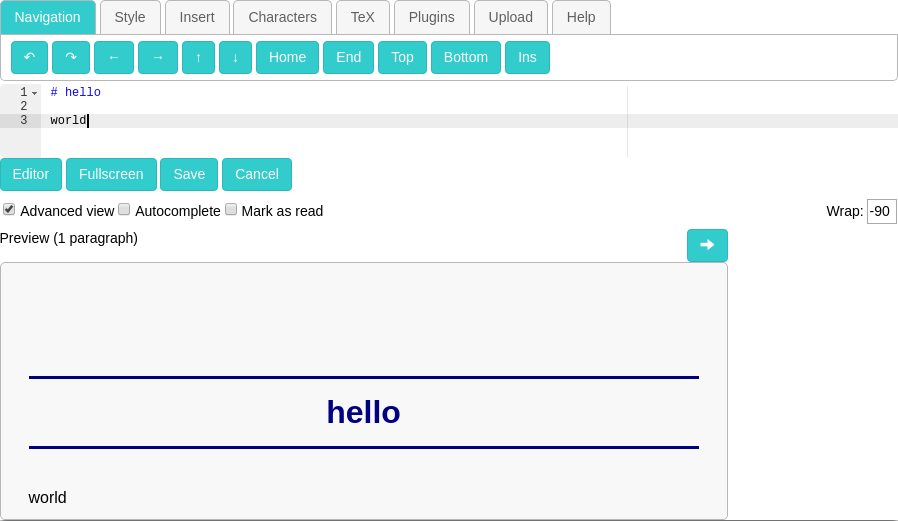 Navigation Style Insert Characters TeX Plugins Upload Help
↶ ↷ ← → ↑ ↓ Home End Top Bottom Ins
1 # hello
2
3 world
Editor Fullscreen Save Cancel
Advanced view Autocomplete Mark as read Wrap: -90
Preview (1 paragraph)
hello
world